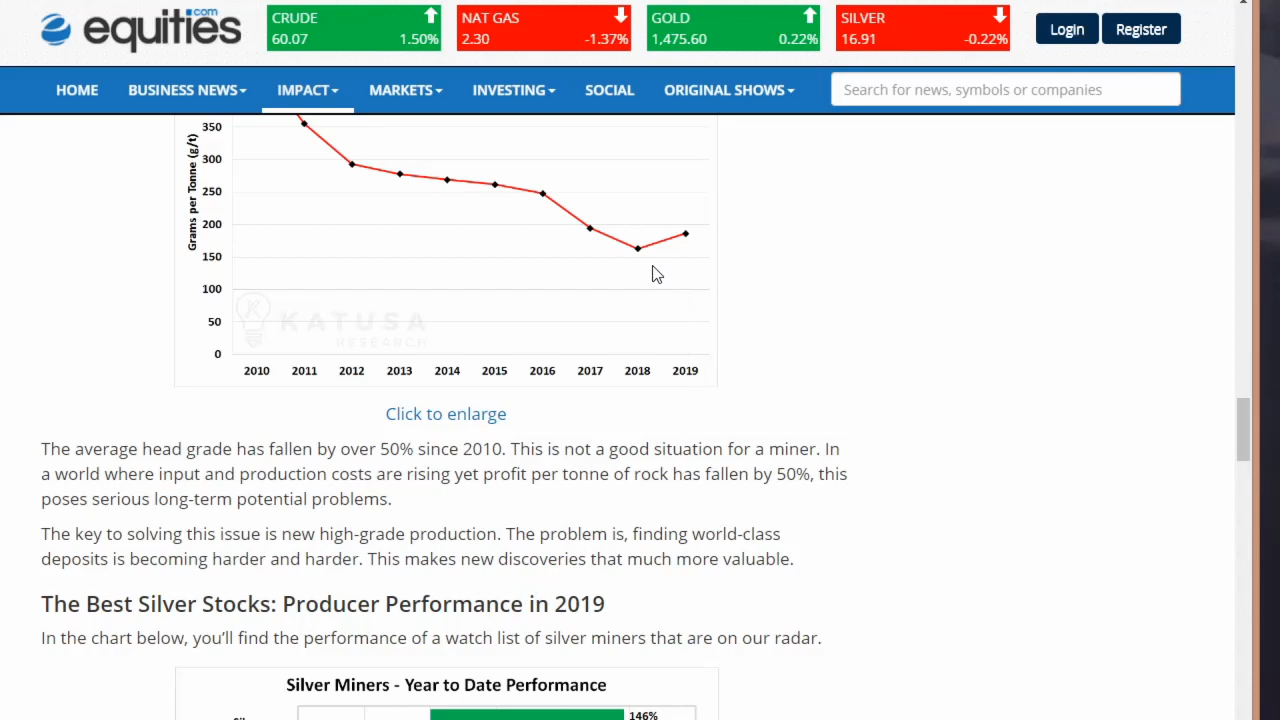 equities.com
CRUDE
60.07 1.50%
NAT GAS
2.30 -1.37%
GOLD
1,475.60 0.22%
SILVER
16.91 -0.22%
Login Register
HOME BUSINESS NEWS IMPACT MARKETS INVESTING SOCIAL ORIGINAL SHOWS
Search for news, symbols or companies
Grams per Tonne (g/t)
350
300
250
200
150
100
50
0
KATUSA
RESEARCH
2010 2011 2012 2013 2014 2015 2016 2017 2018 2019
Click to enlarge
The average head grade has fallen by over 50% since 2010. This is not a good situation for a miner. In
a world where input and production costs are rising yet profit per tonne of rock has fallen by 50%, this
poses serious long-term potential problems.
The key to solving this issue is new high-grade production. The problem is, finding world-class
deposits is becoming harder and harder. This makes new discoveries that much more valuable.
The Best Silver Stocks: Producer Performance in 2019
In the chart below, you'll find the performance of a watch list of silver miners that are on our radar.
Silver Miners - Year to Date Performance
146%